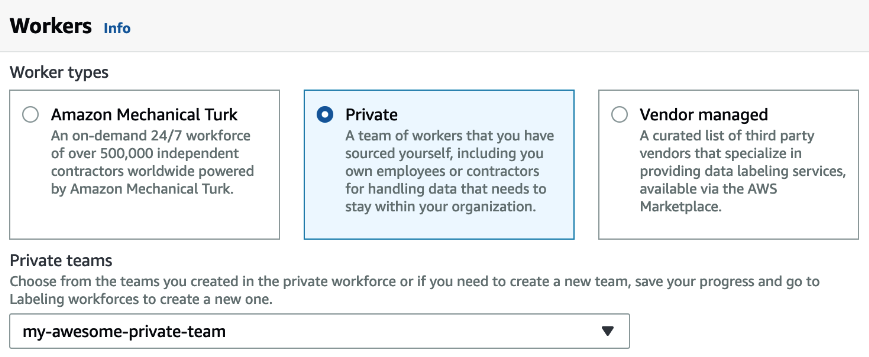 Workers Info
Worker types
Amazon Mechanical Turk
An on-demand 24/7 workforce
of over 500,000 independent
contractors worldwide powered
by Amazon Mechanical Turk.
Private
A team of workers that you have
sourced yourself, including you
own employees or contractors
for handling data that needs to
stay within your organization.
Vendor managed
A curated list of third party
vendors that specialize in
providing data labeling services,
available via the AWS
Marketplace.
Private teams
Choose from the teams you created in the private workforce or if you need to create a new team, save your progress and go to
Labeling workforces to create a new one.
my-awesome-private-team